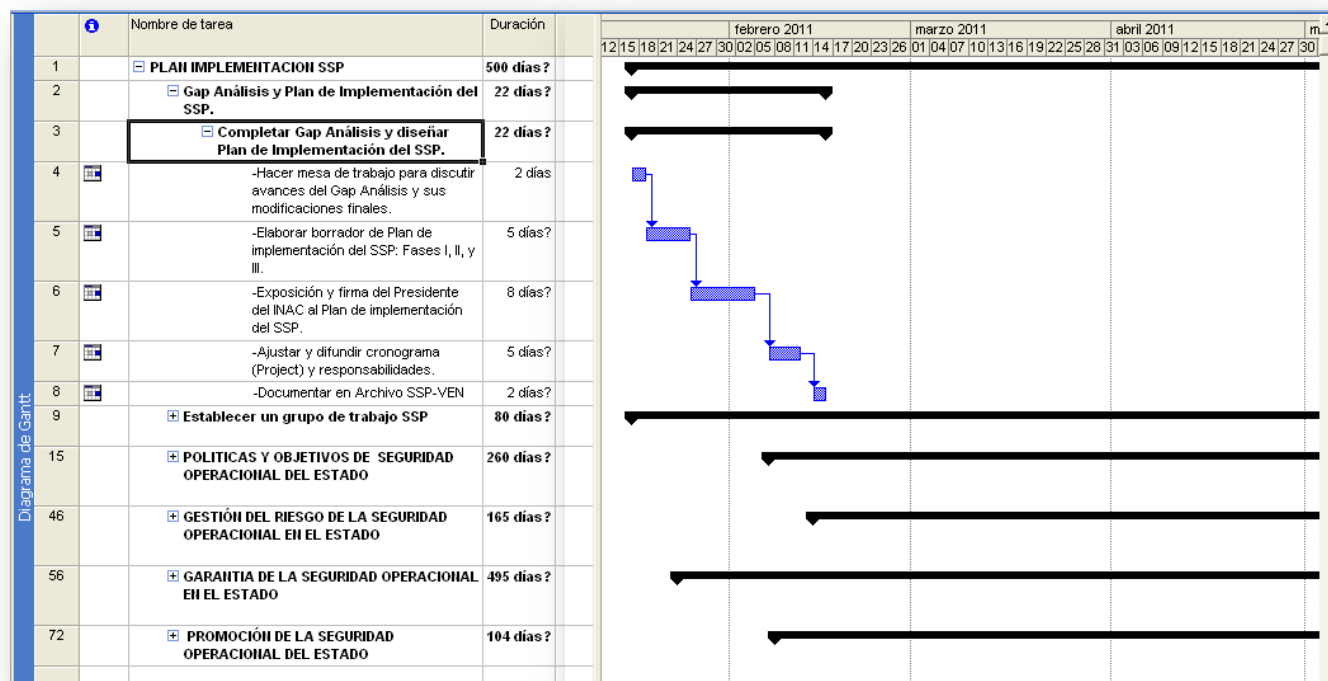 Nombre de tarea
Duración
febrero 2011
marzo 2011
abril 2011
m
12 15 18 21 24 27 30 02 05 08 11 14 17 20 23 26 01 04 07 10 13 16 19 22 25 28 31 03 06 09 12 15 18 21 24 27 30
1 PLAN IMPLEMENTACION SSP 500 días?
2 Gap Análisis y Plan de Implementación del 22 días?
SSP.
3 Completar Gap Análisis y diseñar 22 días?
Plan de Implementación del SSP.
4 -Hacer mesa de trabajo para discutir 2 días
avances del Gap Análisis y sus
modificaciones finales.
5 -Elaborar borrador de Plan de 5 días?
implementación del SSP: Fases I, II, y
III.
6 -Exposición y firma del Presidente 8 días?
del INAC al Plan de implementación
del SSP.
7 -Ajustar y difundir cronograma 5 días?
(Project) y responsabilidades.
8 -Documentar en Archivo SSP-VEN 2 días?
9 Establecer un grupo de trabajo SSP 80 días?
15 POLITICAS Y OBJETIVOS DE SEGURIDAD 260 días?
OPERACIONAL DEL ESTADO
46 GESTIÓN DEL RIESGO DE LA SEGURIDAD 165 días?
OPERACIONAL EN EL ESTADO
56 GARANTIA DE LA SEGURIDAD OPERACIONAL 495 días?
EN EL ESTADO
72 PROMOCIÓN DE LA SEGURIDAD 104 días?
OPERACIONAL DEL ESTADO
Diagrama de Gantt